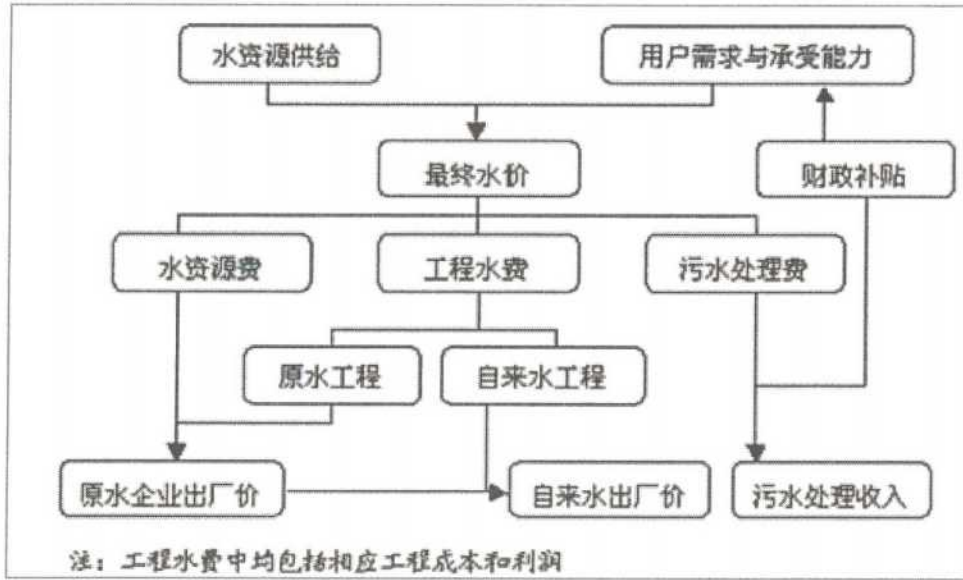 水资源供给
用户需求与承受能力
最终水价
财政补贴
水资源费
工程水费
污水处理费
原水工程
自来水工程
原水企业出厂价
自来水出厂价
污水处理收入
注：工程水费中均包括相应工程成本和利润